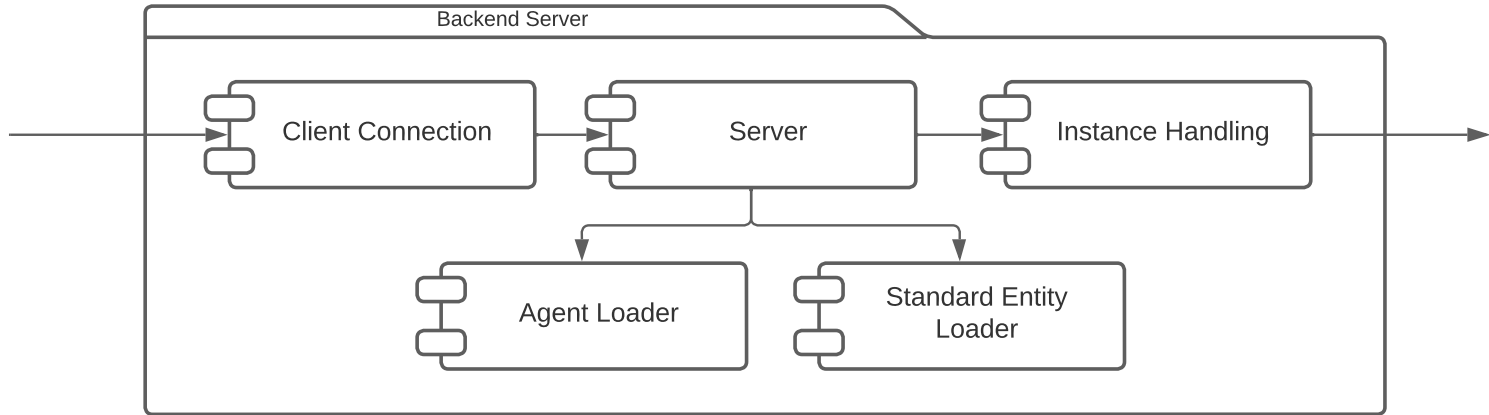 Backend Server
Client Connection
Server
Instance Handling
Agent Loader
Standard Entity
Loader